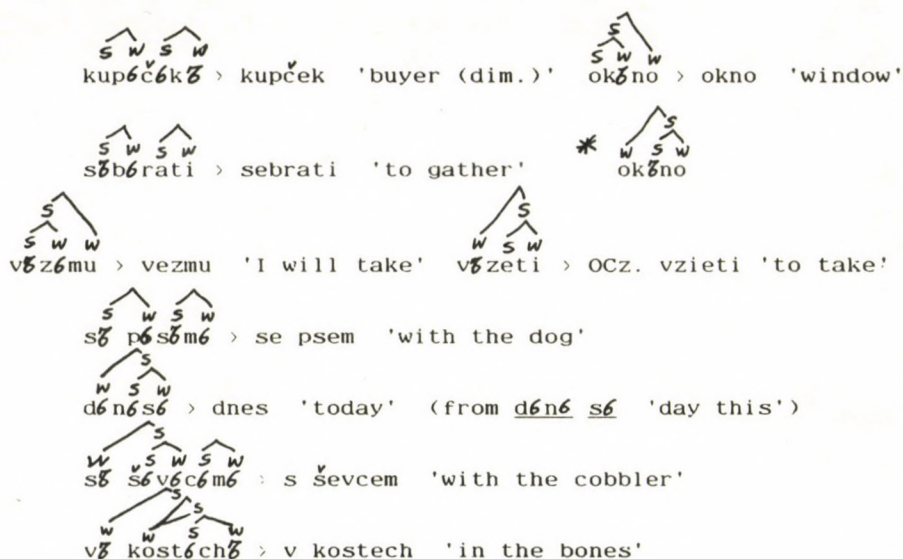 s
s w s w s w w
kupьčьkъ > kupček 'buyer (dim.)' okъno > okno 'window'
s
s w s w * w s w
sъbьrati > sebrati 'to gather' okъno
s s
s w w w s w
vъzьmu > vezmu 'I will take' vъzeti > OCz. vzieti 'to take'
s w s w
sъ pьsъmь > se psem 'with the dog'
s
w s w
dьnьsь > dnes 'today' (from dьnь sь 'day this')
s
w s w s w
sъ šьvьcьmь > s ševcem 'with the cobbler'
s s
w w s w
vъ kostьchъ > v kostech 'in the bones'